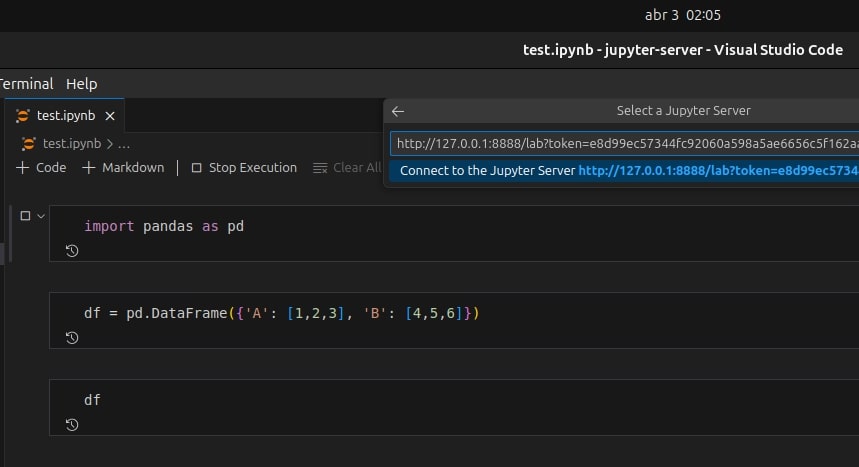 abr 3 02:05
test.ipynb - jupyter-server - Visual Studio Code
Terminal Help
test.ipynb
Select a Jupyter Server
test.ipynb > ...
http://127.0.0.1:8888/lab?token=e8d99ec57344fc92060a598a5ae6656c5f162aa
+ Code + Markdown Stop Execution Clear All
Connect to the Jupyter Server http://127.0.0.1:8888/lab?token=e8d99ec5734
import pandas as pd
df = pd.DataFrame({'A': [1,2,3], 'B': [4,5,6]})
df